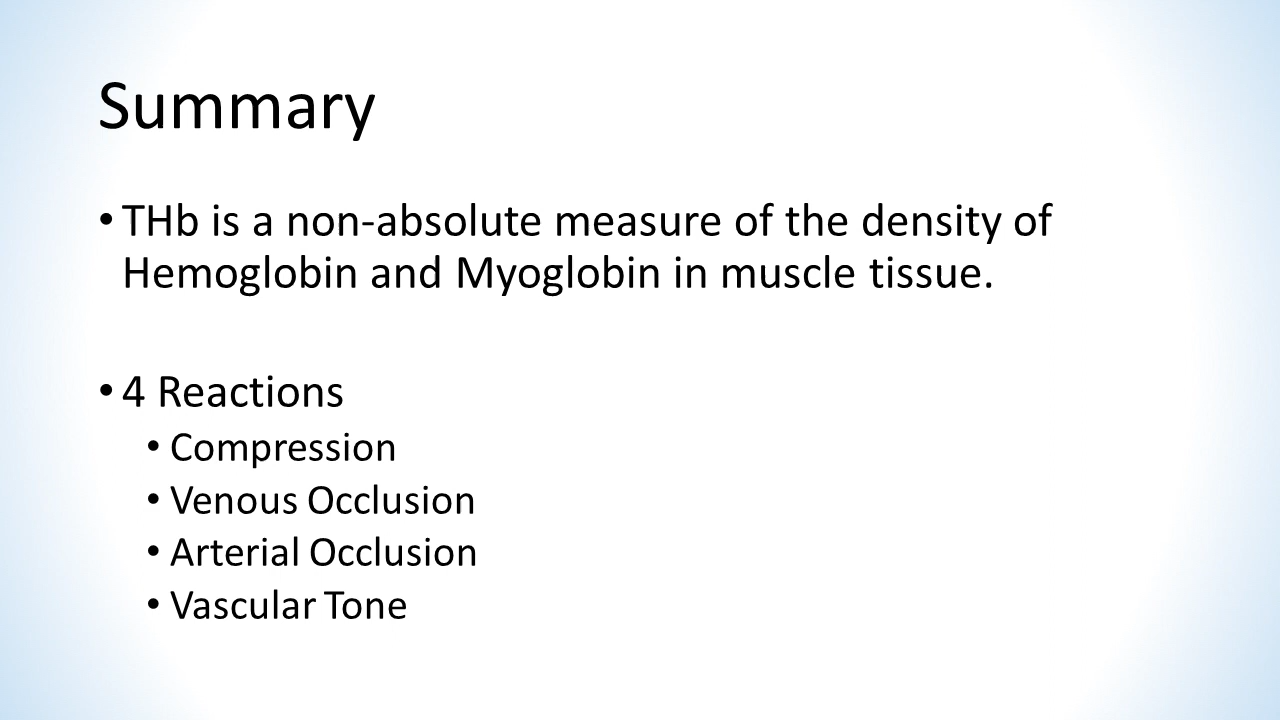 Summary
• THb is a non-absolute measure of the density of
Hemoglobin and Myoglobin in muscle tissue.
• 4 Reactions
• Compression
• Venous Occlusion
• Arterial Occlusion
• Vascular Tone